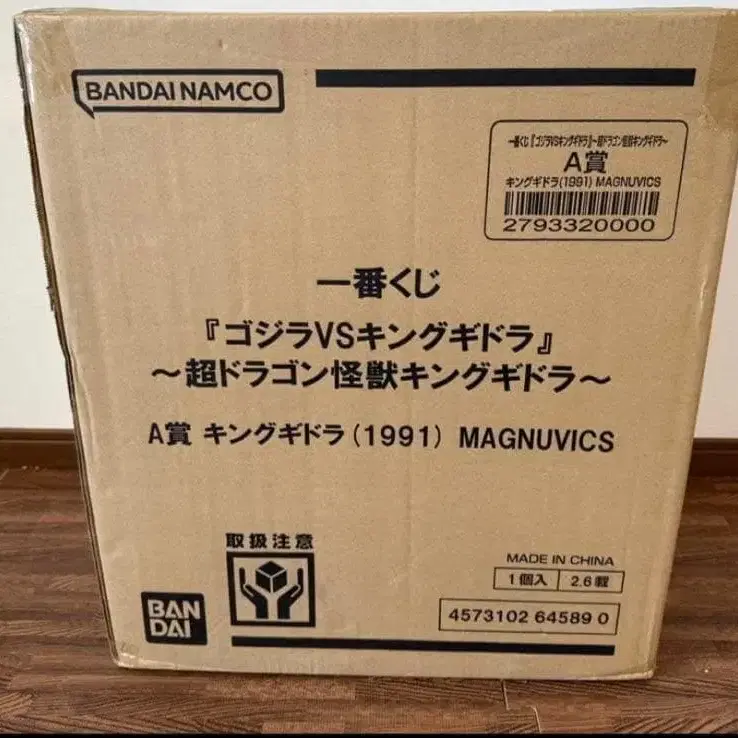 BANDAI NAMCO
一番くじ『ゴジラVSキングギドラ』~超ドラゴン怪獣キングギドラ~
A賞
キングギドラ(1991) MAGNUVICS
2793320000
一番くじ
『ゴジラVSキングギドラ』
～超ドラゴン怪獣キングギドラ～
A賞 キングギドラ(1991) MAGNUVICS
取扱注意
MADE IN CHINA
1個入 2.6靵
BAN
DAI
4573102 64589 0